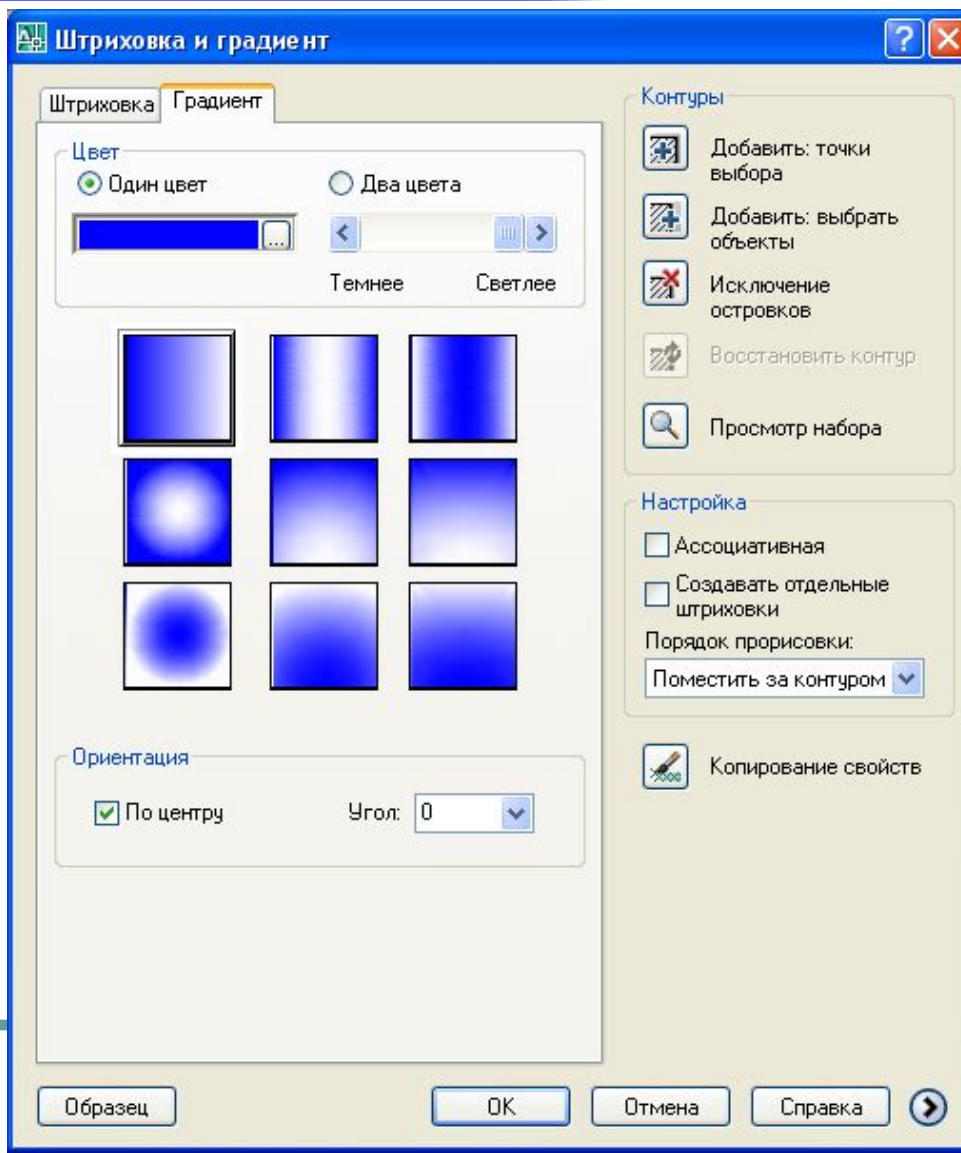 Штриховка и градиент
Штриховка Градиент
Цвет
Один цвет
Два цвета
...
Темнее Светлее
Ориентация
По центру
Угол: 0
Контуры
Добавить: точки
выбора
Добавить: выбрать
объекты
Исключение
островков
Восстановить контур
Просмотр набора
Настройка
Ассоциативная
Создавать отдельные
штриховки
Порядок прорисовки:
Поместить за контуром
Копирование свойств
Образец
OK
Отмена
Справка